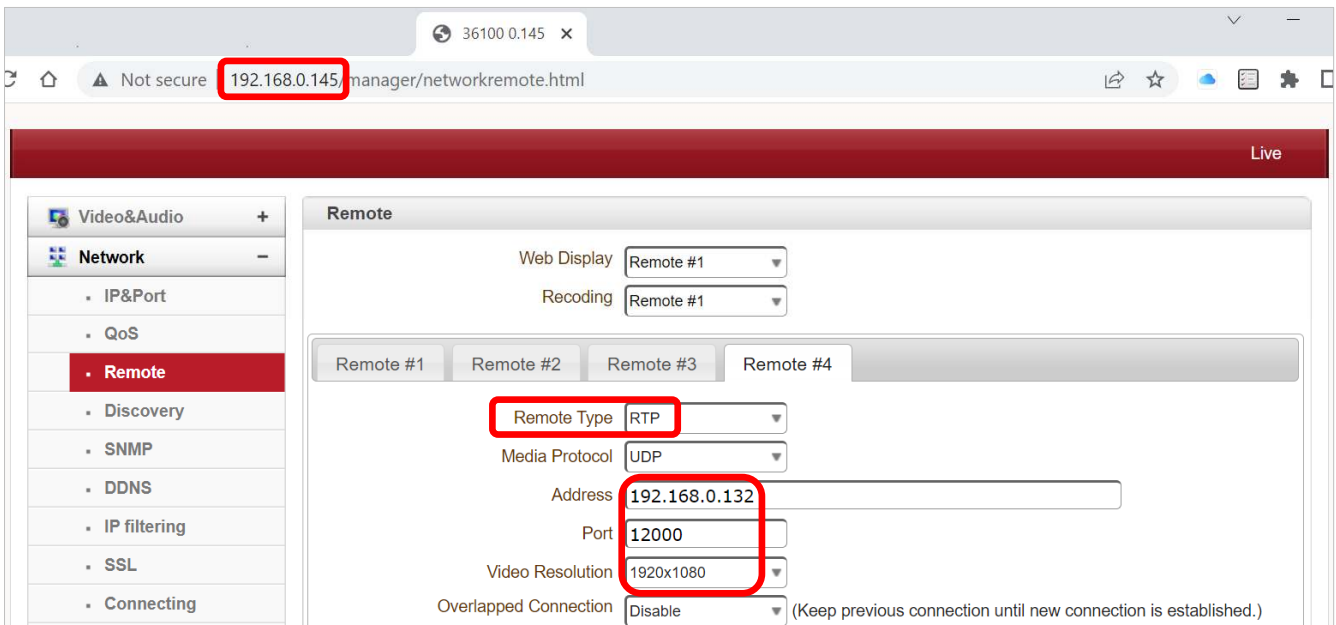 36100 0.145
Not secure 192.168.0.145/manager/networkremote.html
Live
Video&Audio
Network
IP&Port
QoS
Remote
Discovery
SNMP
DDNS
IP filtering
SSL
Connecting
Remote
Web Display Remote #1
Recoding Remote #1
Remote #1 Remote #2 Remote #3 Remote #4
Remote Type RTP
Media Protocol UDP
Address 192.168.0.132
Port 12000
Video Resolution 1920x1080
Overlapped Connection Disable (Keep previous connection until new connection is established.)